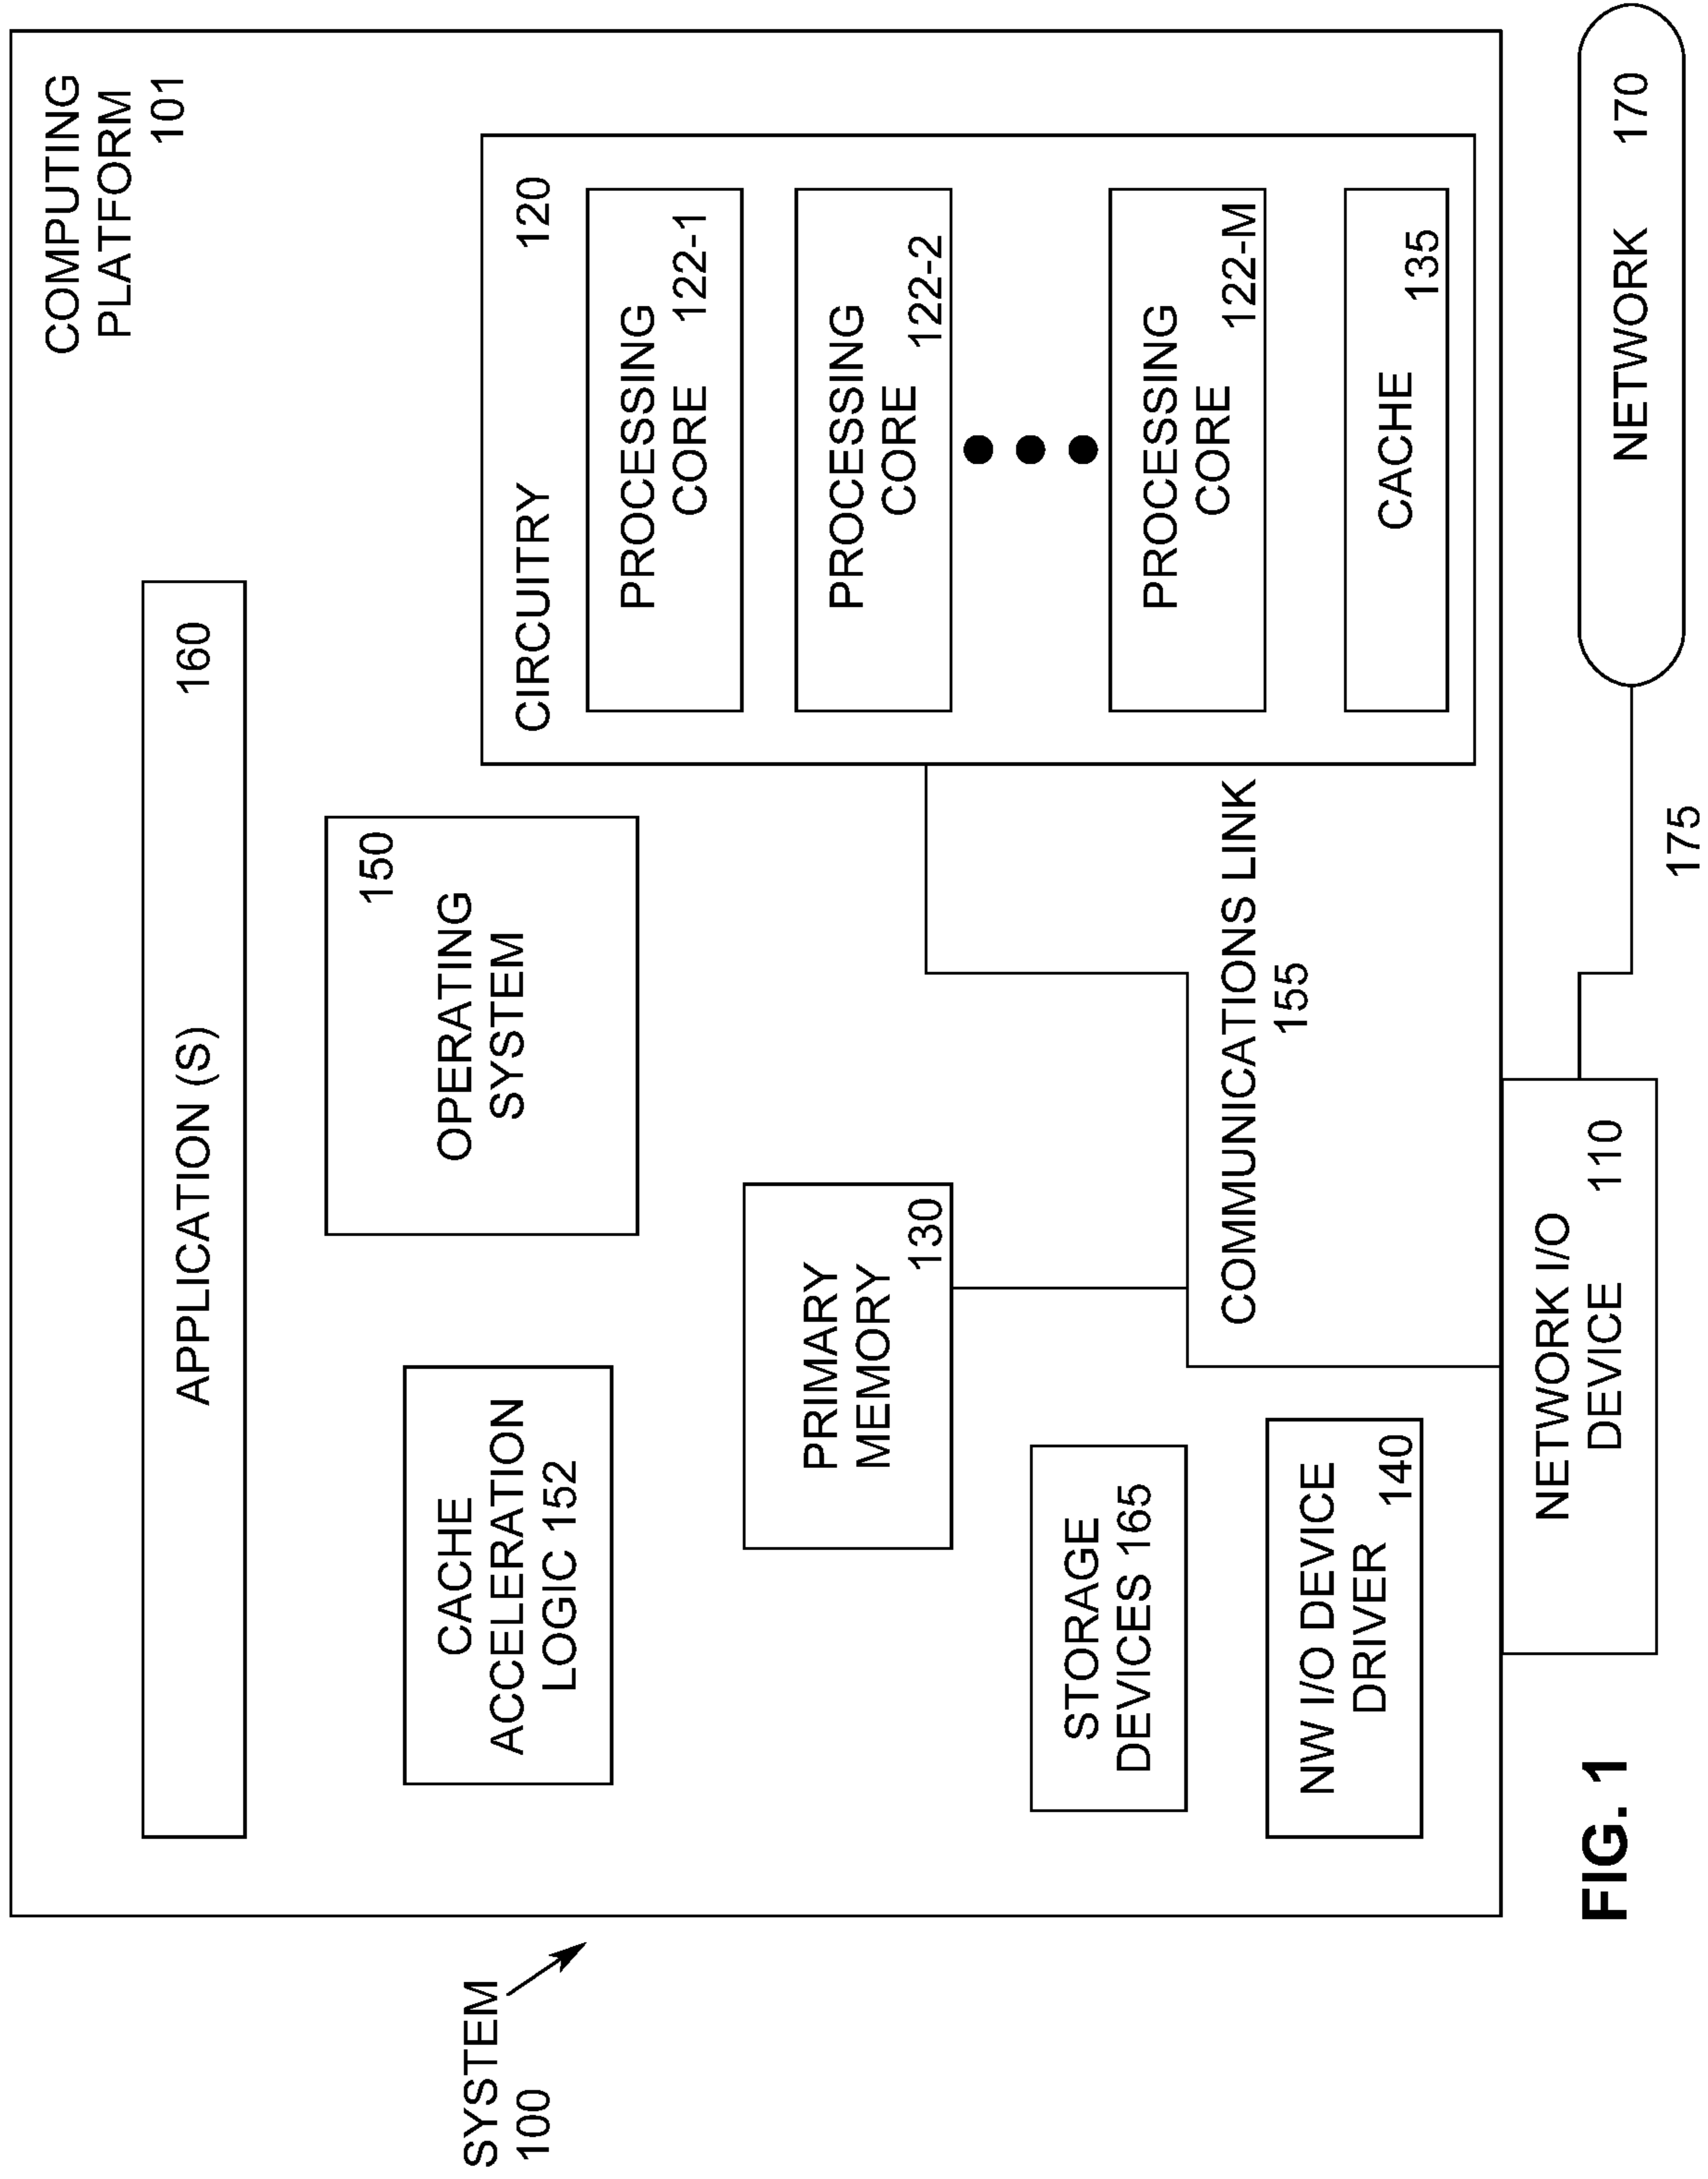 SYSTEM
100
COMPUTING
PLATFORM
101
APPLICATION (S) 160
CACHE
ACCELERATION
LOGIC 152
150
OPERATING
SYSTEM
CIRCUITRY 120
PROCESSING
CORE 122-1
PROCESSING
CORE 122-2
PROCESSING
CORE 122-M
CACHE
135
PRIMARY
MEMORY
130
STORAGE
DEVICES 165
COMMUNICATIONS LINK
155
NW I/O DEVICE
DRIVER
140
NETWORK I/O
DEVICE 110
175
NETWORK 170
FIG. 1